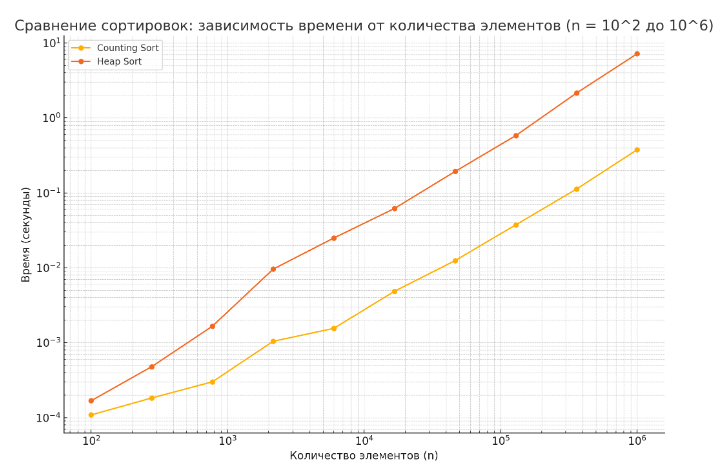 Сравнение сортировок: зависимость времени от количества элементов (n = 10^2 до 10^6)
Counting Sort
Heap Sort
Время (секунды)
10¹
10⁰
10⁻¹
10⁻²
10⁻³
10⁻⁴
10² 10³ 10⁴ 10⁵ 10⁶
Количество элементов (n)